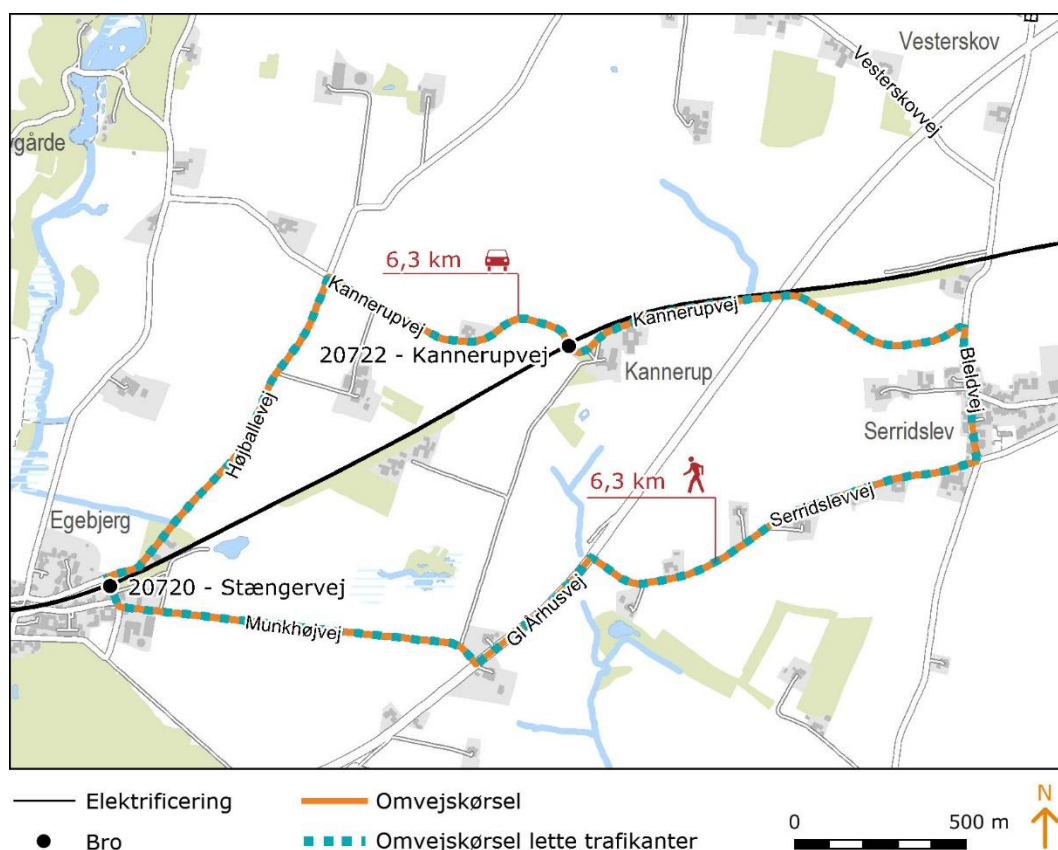 Vesterskov
Vesterskovvej
gårde
6,3 km
Kannerupvej
Kannerupvej
20722 - Kannerupvej
Kannerup
Højballevej
Bleldvej
Serridslev
6,3 km
Serridslevvej
Egebjerg
20720 - Stængervej
Munkhøjvej
Gl Århusvej
Elektrificering
Omvejskørsel
0 500 m
N
Bro
Omvejskørsel lette trafikanter